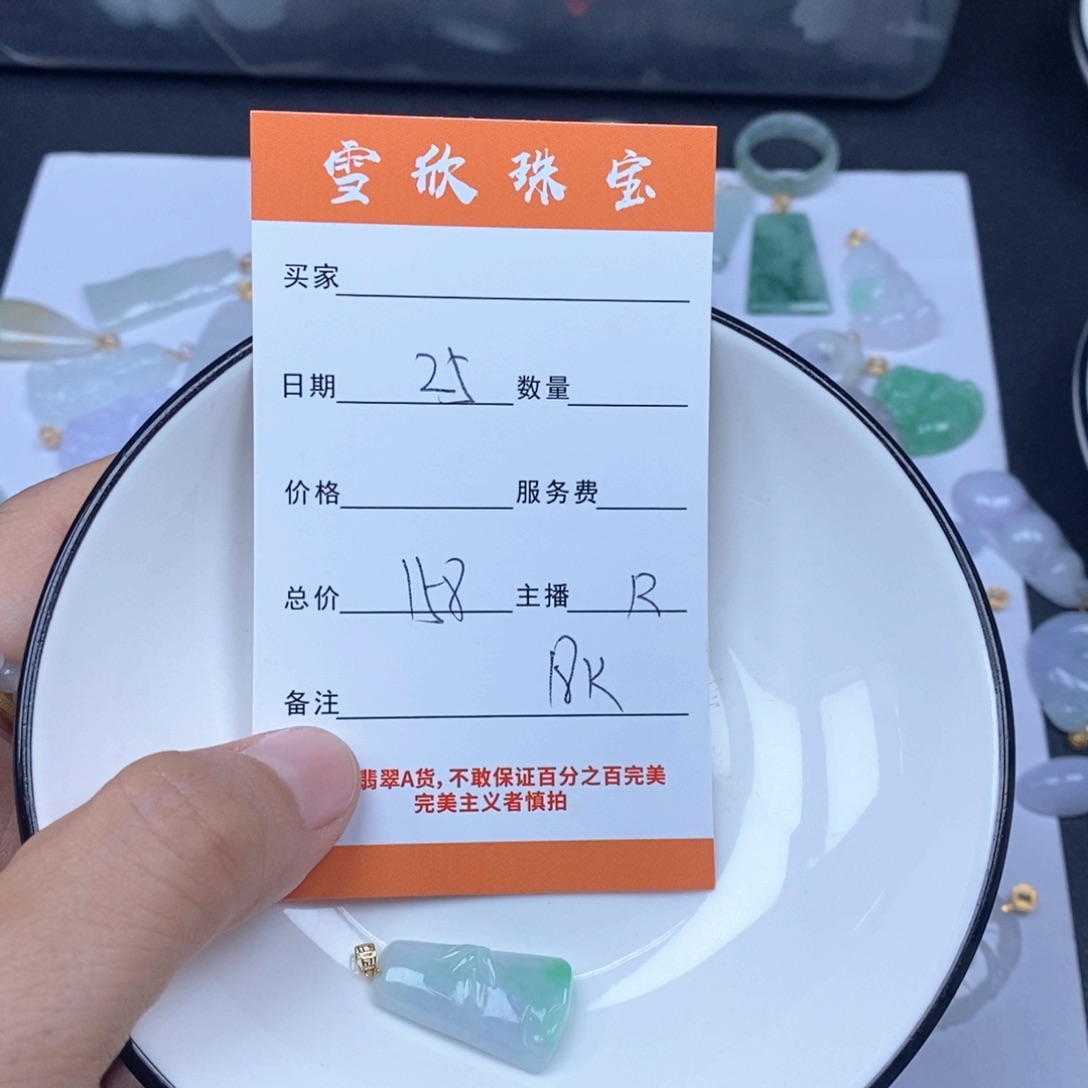 雪欣珠宝
买家
日期 25 数量
价格 服务费
总价 158 主播 R
备注 18K
翡翠A货，不敢保证百分之百完美
完美主义者慎拍